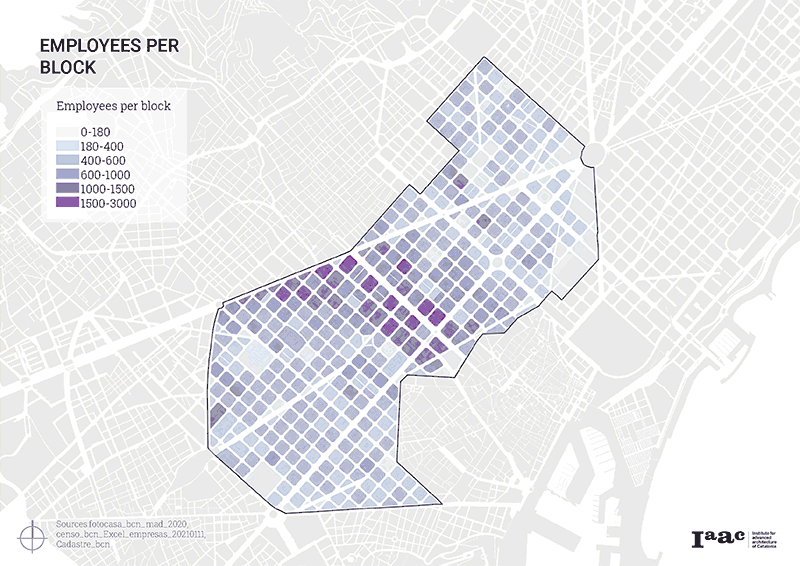 EMPLOYEES PER
BLOCK
Employees per block
0-180
180-400
400-600
600-1000
1000-1500
1500-3000
Sources fotocasa_bcn_mad_2020,
censo_bcn_Excel_empresas_20210111,
Cadastre_bcn
Iaac
Institute for
advanced
architecture
of Catalonia